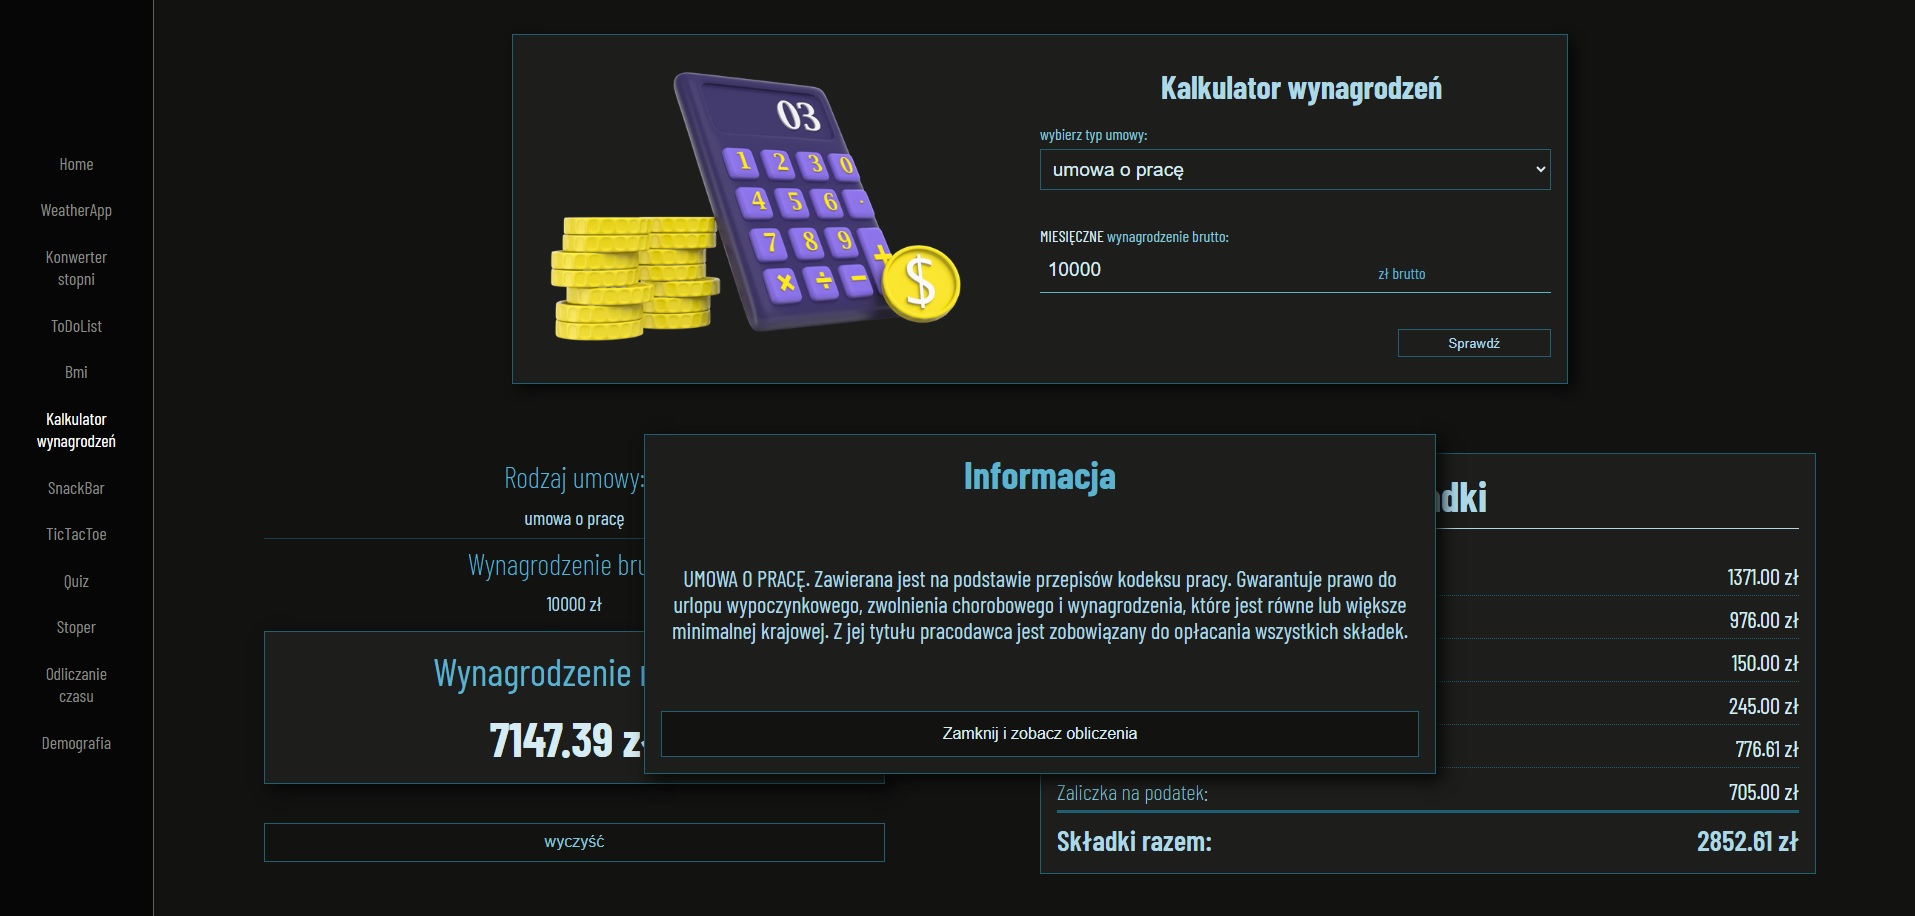 Home
WeatherApp
Konwerter
stopni
ToDoList
Bmi
Kalkulator
wynagrodzeń
SnackBar
TicTacToe
Quiz
Stoper
Odliczanie
czasu
Demografia
03
1 2 3 0
4 5 6 .
7 8 9 +
× ÷ −
$
Kalkulator wynagrodzeń
wybierz typ umowy:
umowa o pracę
MIESIĘCZNE wynagrodzenie brutto:
10000 zł brutto
Sprawdź
Rodzaj umowy:
umowa o pracę
Wynagrodzenie
10000 zł
Wynagrodzenie
7147.39
wyczyść
Informacja
UMOWA O PRACĘ. Zawierana jest na podstawie przepisów kodeksu pracy. Gwarantuje prawo do
urlopu wypoczynkowego, zwolnienia chorobowego i wynagrodzenia, które jest równe lub większe
minimalnej krajowej. Z jej tytułu pracodawca jest zobowiązany do opłacania wszystkich składek.
Zamknij i zobacz obliczenia
dki
1371.00 zł
976.00 zł
150.00 zł
245.00 zł
776.61 zł
Zaliczka na podatek: 705.00 zł
Składki razem: 2852.61 zł